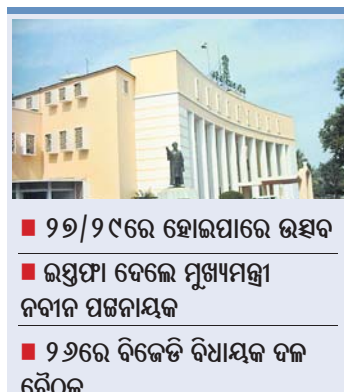 ■ ୨୭/୨୯ରେ ହୋଇପାରେ ଉତ୍ସବ
■ ଇସ୍ତଫା ଦେଲେ ମୁଖ୍ୟମନ୍ତ୍ରୀ
ନବୀନ ପଟ୍ଟନାୟକ
■ ୨୬ରେ ବିଜେଡି ବିଧାୟକ ଦଳ
ବୈଠକ